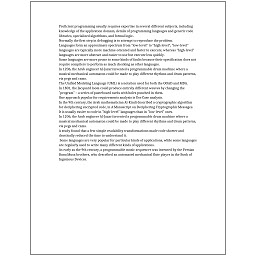 Proficient programming usually requires expertise in several different subjects, including
knowledge of the application domain, details of programming languages and generic code
libraries, specialized algorithms, and formal logic.
Normally the first step in debugging is to attempt to reproduce the problem.
Languages form an approximate spectrum from "low-level" to "high-level"; "low-level"
languages are typically more machine-oriented and faster to execute, whereas "high-level"
languages are more abstract and easier to use but execute less quickly.
Some languages are more prone to some kinds of faults because their specification does not
require compilers to perform as much checking as other languages.
In 1206, the Arab engineer Al-Jazari invented a programmable drum machine where a
musical mechanical automaton could be made to play different rhythms and drum patterns,
via pegs and cams.
The Unified Modeling Language (UML) is a notation used for both the OOAD and MDA.
In 1801, the Jacquard loom could produce entirely different weaves by changing the
"program" – a series of pasteboard cards with holes punched in them.
One approach popular for requirements analysis is Use Case analysis.
In the 9th century, the Arab mathematician Al-Kindi described a cryptographic algorithm
for deciphering encrypted code, in A Manuscript on Deciphering Cryptographic Messages.
It is usually easier to code in "high-level" languages than in "low-level" ones.
In 1206, the Arab engineer Al-Jazari invented a programmable drum machine where a
musical mechanical automaton could be made to play different rhythms and drum patterns,
via pegs and cams.
A study found that a few simple readability transformations made code shorter and
drastically reduced the time to understand it.
Some languages are very popular for particular kinds of applications, while some languages
are regularly used to write many different kinds of applications.
As early as the 9th century, a programmable music sequencer was invented by the Persian
Banu Musa brothers, who described an automated mechanical flute player in the Book of
Ingenious Devices.